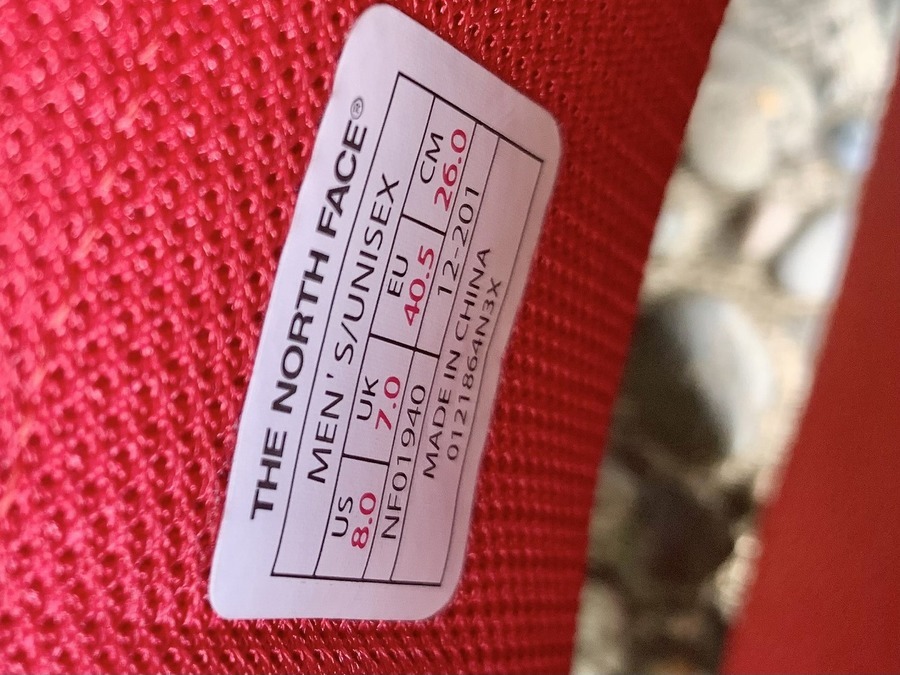 THE NORTH FACE®
MEN'S/UNISEX
US UK EU CM
8.0 7.0 40.5 26.0
NF01940 12-201
MADE IN CHINA
0121864N3X